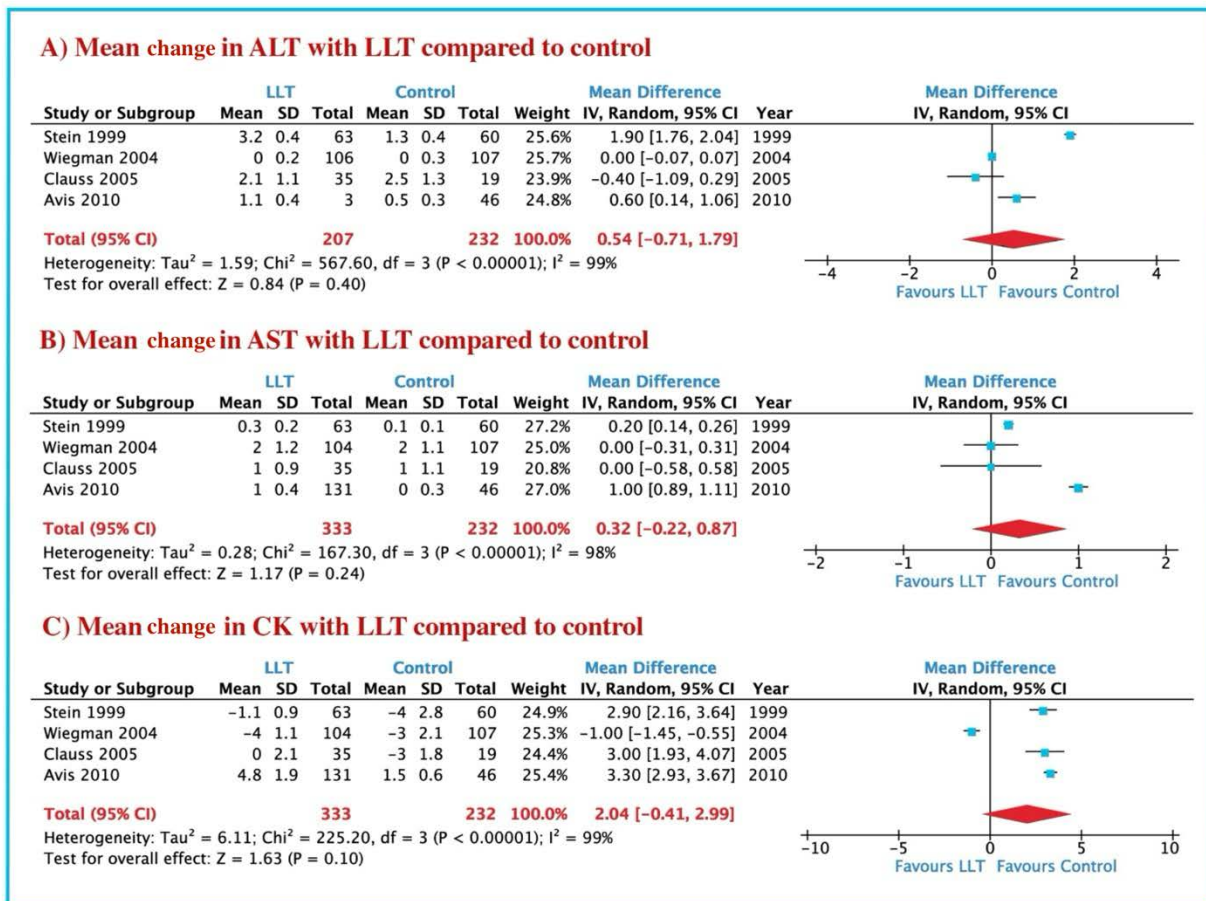 A) Mean change in ALT with LLT compared to control
LLT Control Mean Difference Mean Difference
Study or Subgroup Mean SD Total Mean SD Total Weight IV, Random, 95% CI Year IV, Random, 95% CI
Stein 1999 3.2 0.4 63 1.3 0.4 60 25.6% 1.90 [1.76, 2.04] 1999
Wiegman 2004 0 0.2 106 0 0.3 107 25.7% 0.00 [-0.07, 0.07] 2004
Clauss 2005 2.1 1.1 35 2.5 1.3 19 23.9% -0.40 [-1.09, 0.29] 2005
Avis 2010 1.1 0.4 3 0.5 0.3 46 24.8% 0.60 [0.14, 1.06] 2010
Total (95% CI) 207 232 100.0% 0.54 [-0.71, 1.79]
Heterogeneity: Tau² = 1.59; Chi² = 567.60, df = 3 (P < 0.00001); I² = 99%
Test for overall effect: Z = 0.84 (P = 0.40)
-4 -2 0 2 4
Favours LLT Favours Control
B) Mean change in AST with LLT compared to control
LLT Control Mean Difference Mean Difference
Study or Subgroup Mean SD Total Mean SD Total Weight IV, Random, 95% CI Year IV, Random, 95% CI
Stein 1999 0.3 0.2 63 0.1 0.1 60 27.2% 0.20 [0.14, 0.26] 1999
Wiegman 2004 2 1.2 104 2 1.1 107 25.0% 0.00 [-0.31, 0.31] 2004
Clauss 2005 1 0.9 35 1 1.1 19 20.8% 0.00 [-0.58, 0.58] 2005
Avis 2010 1 0.4 131 0 0.3 46 27.0% 1.00 [0.89, 1.11] 2010
Total (95% CI) 333 232 100.0% 0.32 [-0.22, 0.87]
Heterogeneity: Tau² = 0.28; Chi² = 167.30, df = 3 (P < 0.00001); I² = 98%
Test for overall effect: Z = 1.17 (P = 0.24)
-2 -1 0 1 2
Favours LLT Favours Control
C) Mean change in CK with LLT compared to control
LLT Control Mean Difference Mean Difference
Study or Subgroup Mean SD Total Mean SD Total Weight IV, Random, 95% CI Year IV, Random, 95% CI
Stein 1999 -1.1 0.9 63 -4 2.8 60 24.9% 2.90 [2.16, 3.64] 1999
Wiegman 2004 -4 1.1 104 -3 2.1 107 25.3% -1.00 [-1.45, -0.55] 2004
Clauss 2005 0 2.1 35 -3 1.8 19 24.4% 3.00 [1.93, 4.07] 2005
Avis 2010 4.8 1.9 131 1.5 0.6 46 25.4% 3.30 [2.93, 3.67] 2010
Total (95% CI) 333 232 100.0% 2.04 [-0.41, 2.99]
Heterogeneity: Tau² = 6.11; Chi² = 225.20, df = 3 (P < 0.00001); I² = 99%
Test for overall effect: Z = 1.63 (P = 0.10)
-10 -5 0 5 10
Favours LLT Favours Control